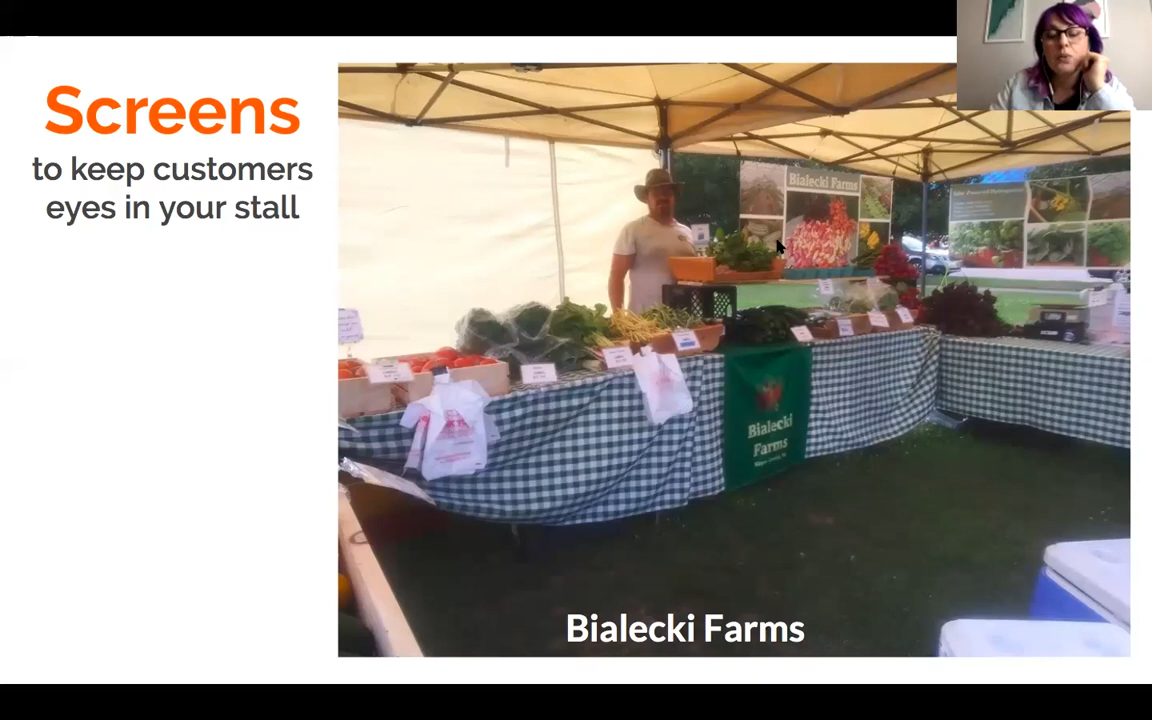 Screens
to keep customers
eyes in your stall
Bialecki Farms
Bialecki
Farms
Bialecki Farms